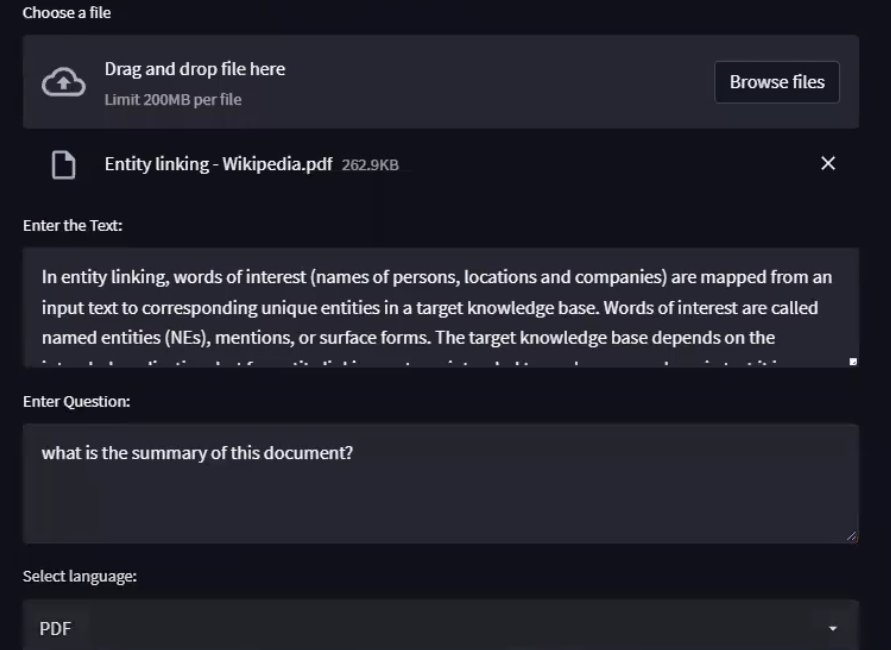 Choose a file
Drag and drop file here
Limit 200MB per file
Browse files
Entity linking - Wikipedia.pdf 262.9KB
Enter the Text:
In entity linking, words of interest (names of persons, locations and companies) are mapped from an
input text to corresponding unique entities in a target knowledge base. Words of interest are called
named entities (NEs), mentions, or surface forms. The target knowledge base depends on the
Enter Question:
what is the summary of this document?
Select language:
PDF